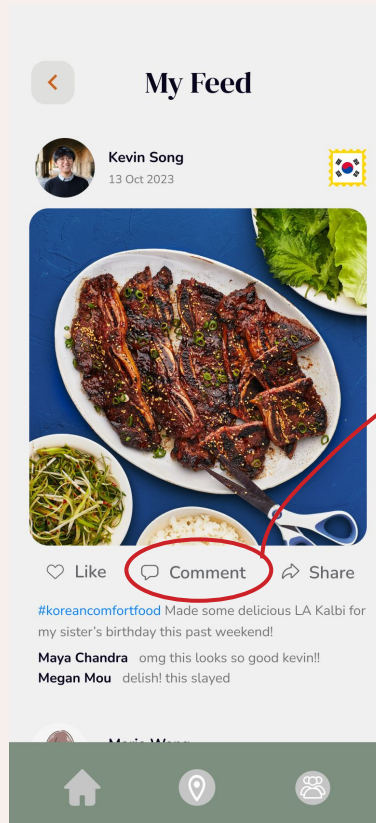 My Feed
Kevin Song
13 Oct 2023
Like
Comment
Share
#koreancomfortfood Made some delicious LA Kalbi for
my sister's birthday this past weekend!
Maya Chandra omg this looks so good kevin!!
Megan Mou delish! this slayed